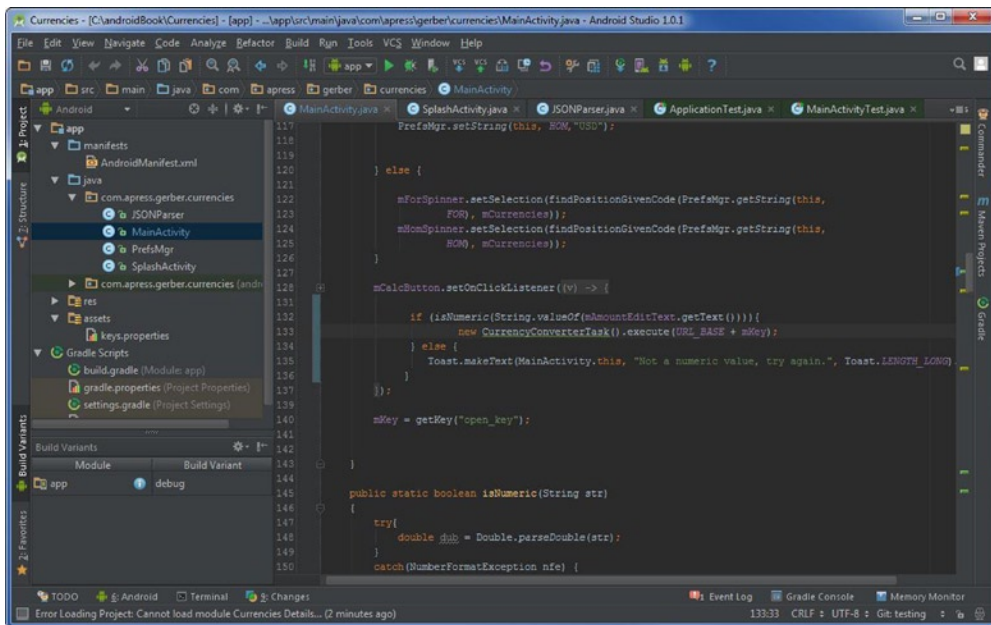 Currencies - [C:\androidBook\Currencies] - [app] - ...\app\src\main\java\com\apress\gerber\currencies\MainActivity.java - Android Studio 1.0.1
File Edit View Navigate Code Analyze Refactor Build Run Tools VCS Window Help
app
app src main java com apress gerber currencies MainActivity
Android
MainActivity.java SplashActivity.java JSONParser.java ApplicationTest.java MainActivityTest.java
1: Project
2: Structure
Build Variants
2: Favorites
app
manifests
AndroidManifest.xml
java
com.apress.gerber.currencies
JSONParser
MainActivity
PrefsMgr
SplashActivity
com.apress.gerber.currencies (andr
res
assets
keys.properties
Gradle Scripts
build.gradle (Module: app)
gradle.properties (Project Properties)
settings.gradle (Project Settings)
Build Variants
Module Build Variant
app debug
117 PrefsMgr.setString(this, HOM,"USD");
118
119
120 } else {
121
122 mForSpinner.setSelection(findPositionGivenCode(PrefsMgr.getString(this,
123 FOR), mCurrencies));
124 mHomSpinner.setSelection(findPositionGivenCode(PrefsMgr.getString(this,
125 HOM), mCurrencies));
126 }
127
128 mCalcButton.setOnClickListener((v) -> {
131
132 if (isNumeric(String.valueOf(mAmountEditText.getText()))){
133 new CurrencyConverterTask().execute(URL_BASE + mKey);
134 } else {
135 Toast.makeText(MainActivity.this, "Not a numeric value, try again.", Toast.LENGTH_LONG)
136 }
137 });
139
140 mKey = getKey("open_key");
141
142
143 }
144
145 public static boolean isNumeric(String str)
146 {
147 try{
148 double dub = Double.parseDouble(str);
149 }
150 catch(NumberFormatException nfe) {
Commander
Maven Projects
Gradle
TODO 6: Android Terminal 9: Changes 1 Event Log Gradle Console Memory Monitor
Error Loading Project: Cannot load module Currencies Details... (2 minutes ago) 133:33 CRLF UTF-8 Git: testing